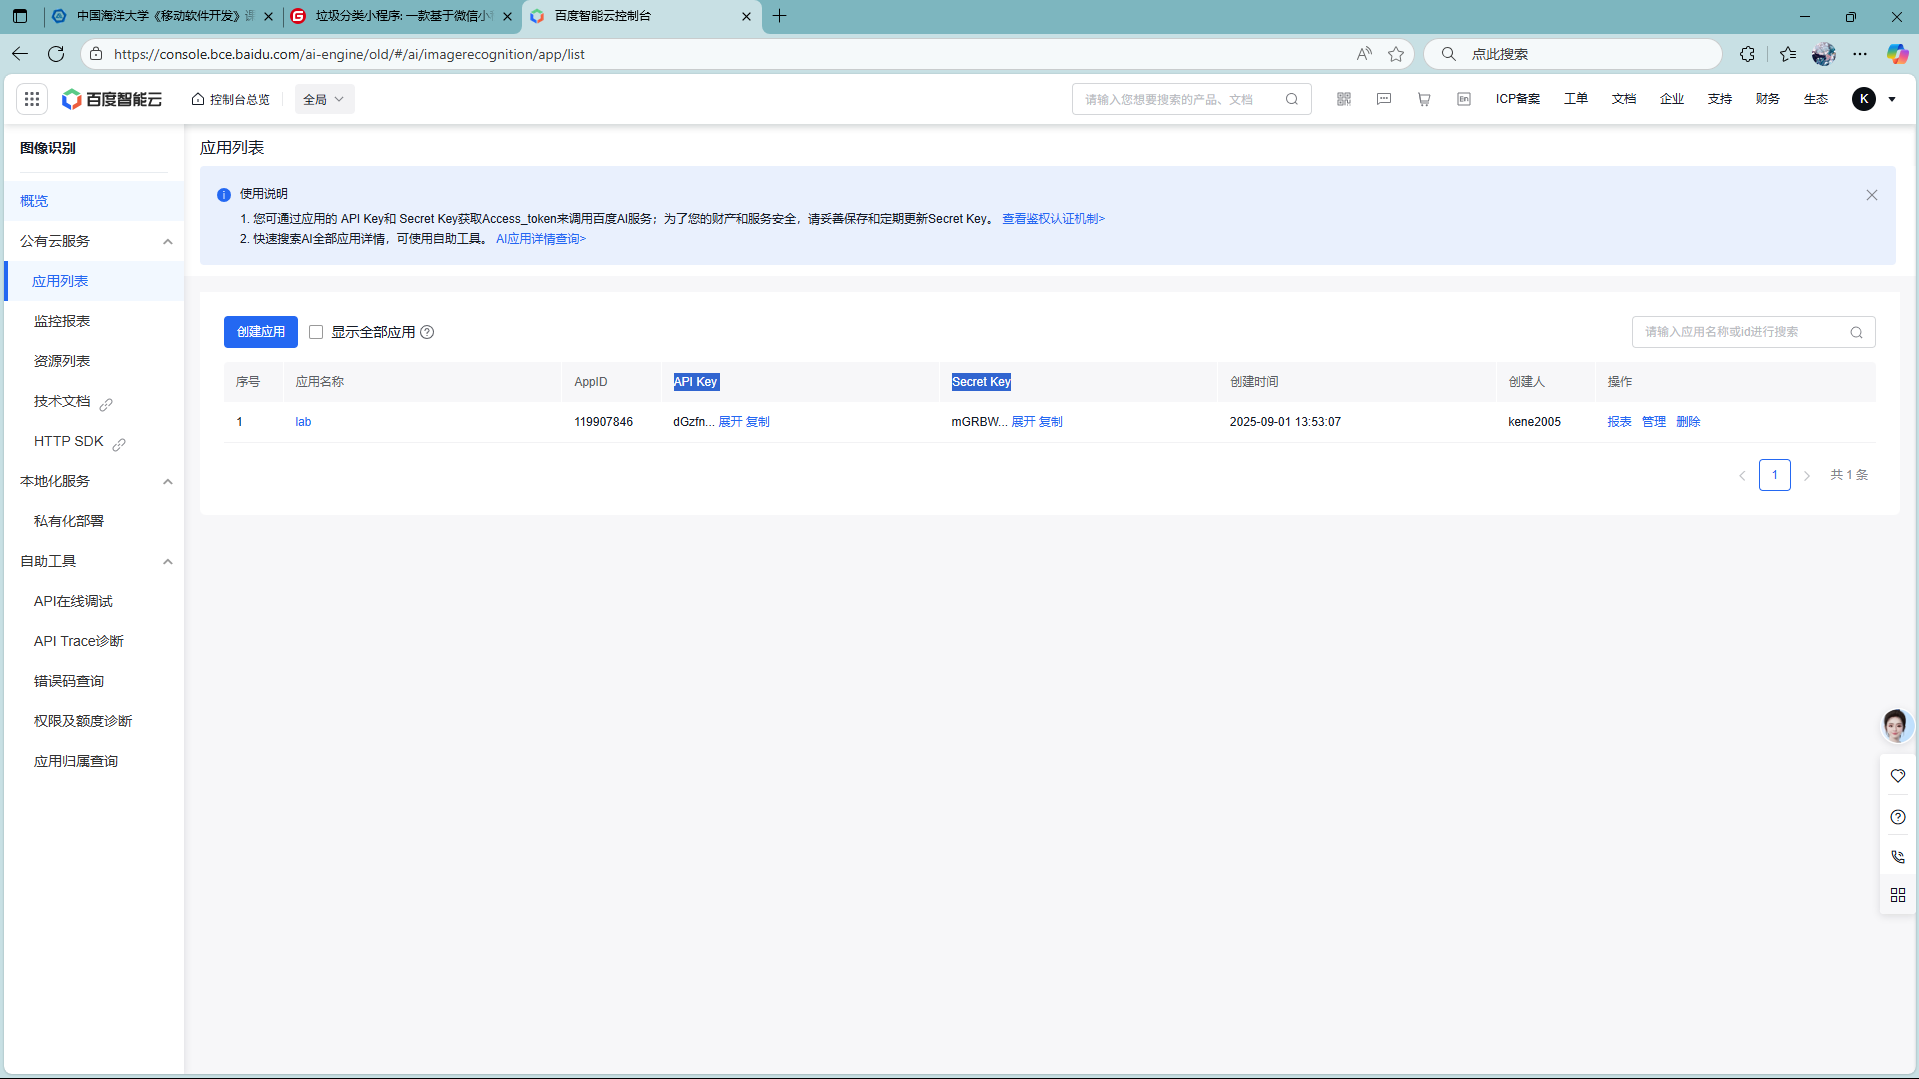 中国海洋大学《移动软件开发》
垃圾分类小程序: 一款基于微信小
百度智能云控制台
https://console.bce.baidu.com/ai-engine/old/#/ai/imagerecognition/app/list
点此搜索
百度智能云
控制台总览
全局
请输入您想要搜索的产品、文档
En
ICP备案
工单
文档
企业
支持
财务
生态
K
图像识别
概览
公有云服务
应用列表
监控报表
资源列表
技术文档
HTTP SDK
本地化服务
私有化部署
自助工具
API在线调试
API Trace诊断
错误码查询
权限及额度诊断
应用归属查询
应用列表
使用说明
1. 您可通过应用的 API Key和 Secret Key获取Access_token来调用百度AI服务；为了您的财产和服务安全，请妥善保存和定期更新Secret Key。 查看鉴权认证机制>
2. 快速搜索AI全部应用详情，可使用自助工具。 AI应用详情查询>
创建应用
显示全部应用
请输入应用名称或id进行搜索
序号 应用名称 AppID API Key Secret Key 创建时间 创建人 操作
1 lab 119907846 dGzfn... 展开 复制 mGRBW... 展开 复制 2025-09-01 13:53:07 kene2005 报表 管理 删除
1
共 1 条